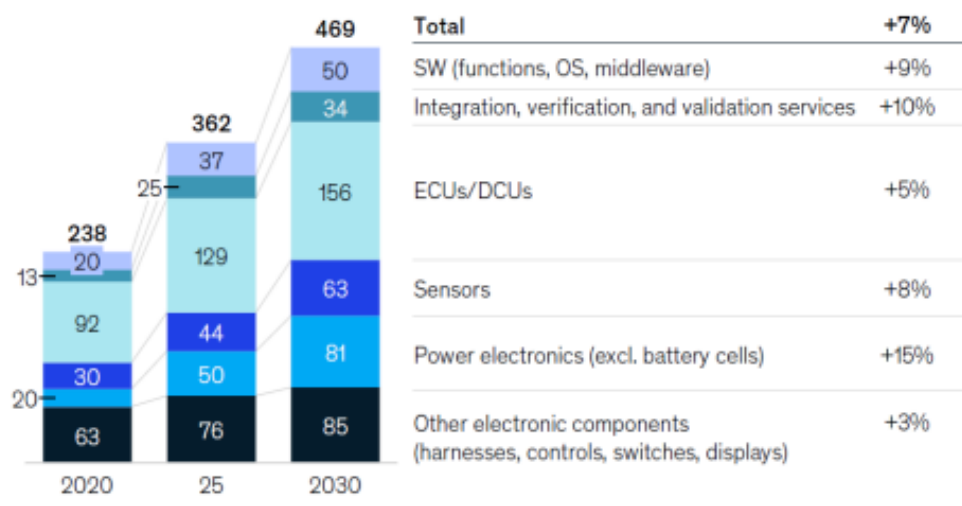 469
Total +7%
50
SW (functions, OS, middleware) +9%
34
Integration, verification, and validation services +10%
362
37
25
156
ECUs/DCUs +5%
238
20
129
13
63
Sensors +8%
92
44
81
Power electronics (excl. battery cells) +15%
30
50
20
85
Other electronic components +3%
(harnesses, controls, switches, displays)
63
76
2020 25 2030